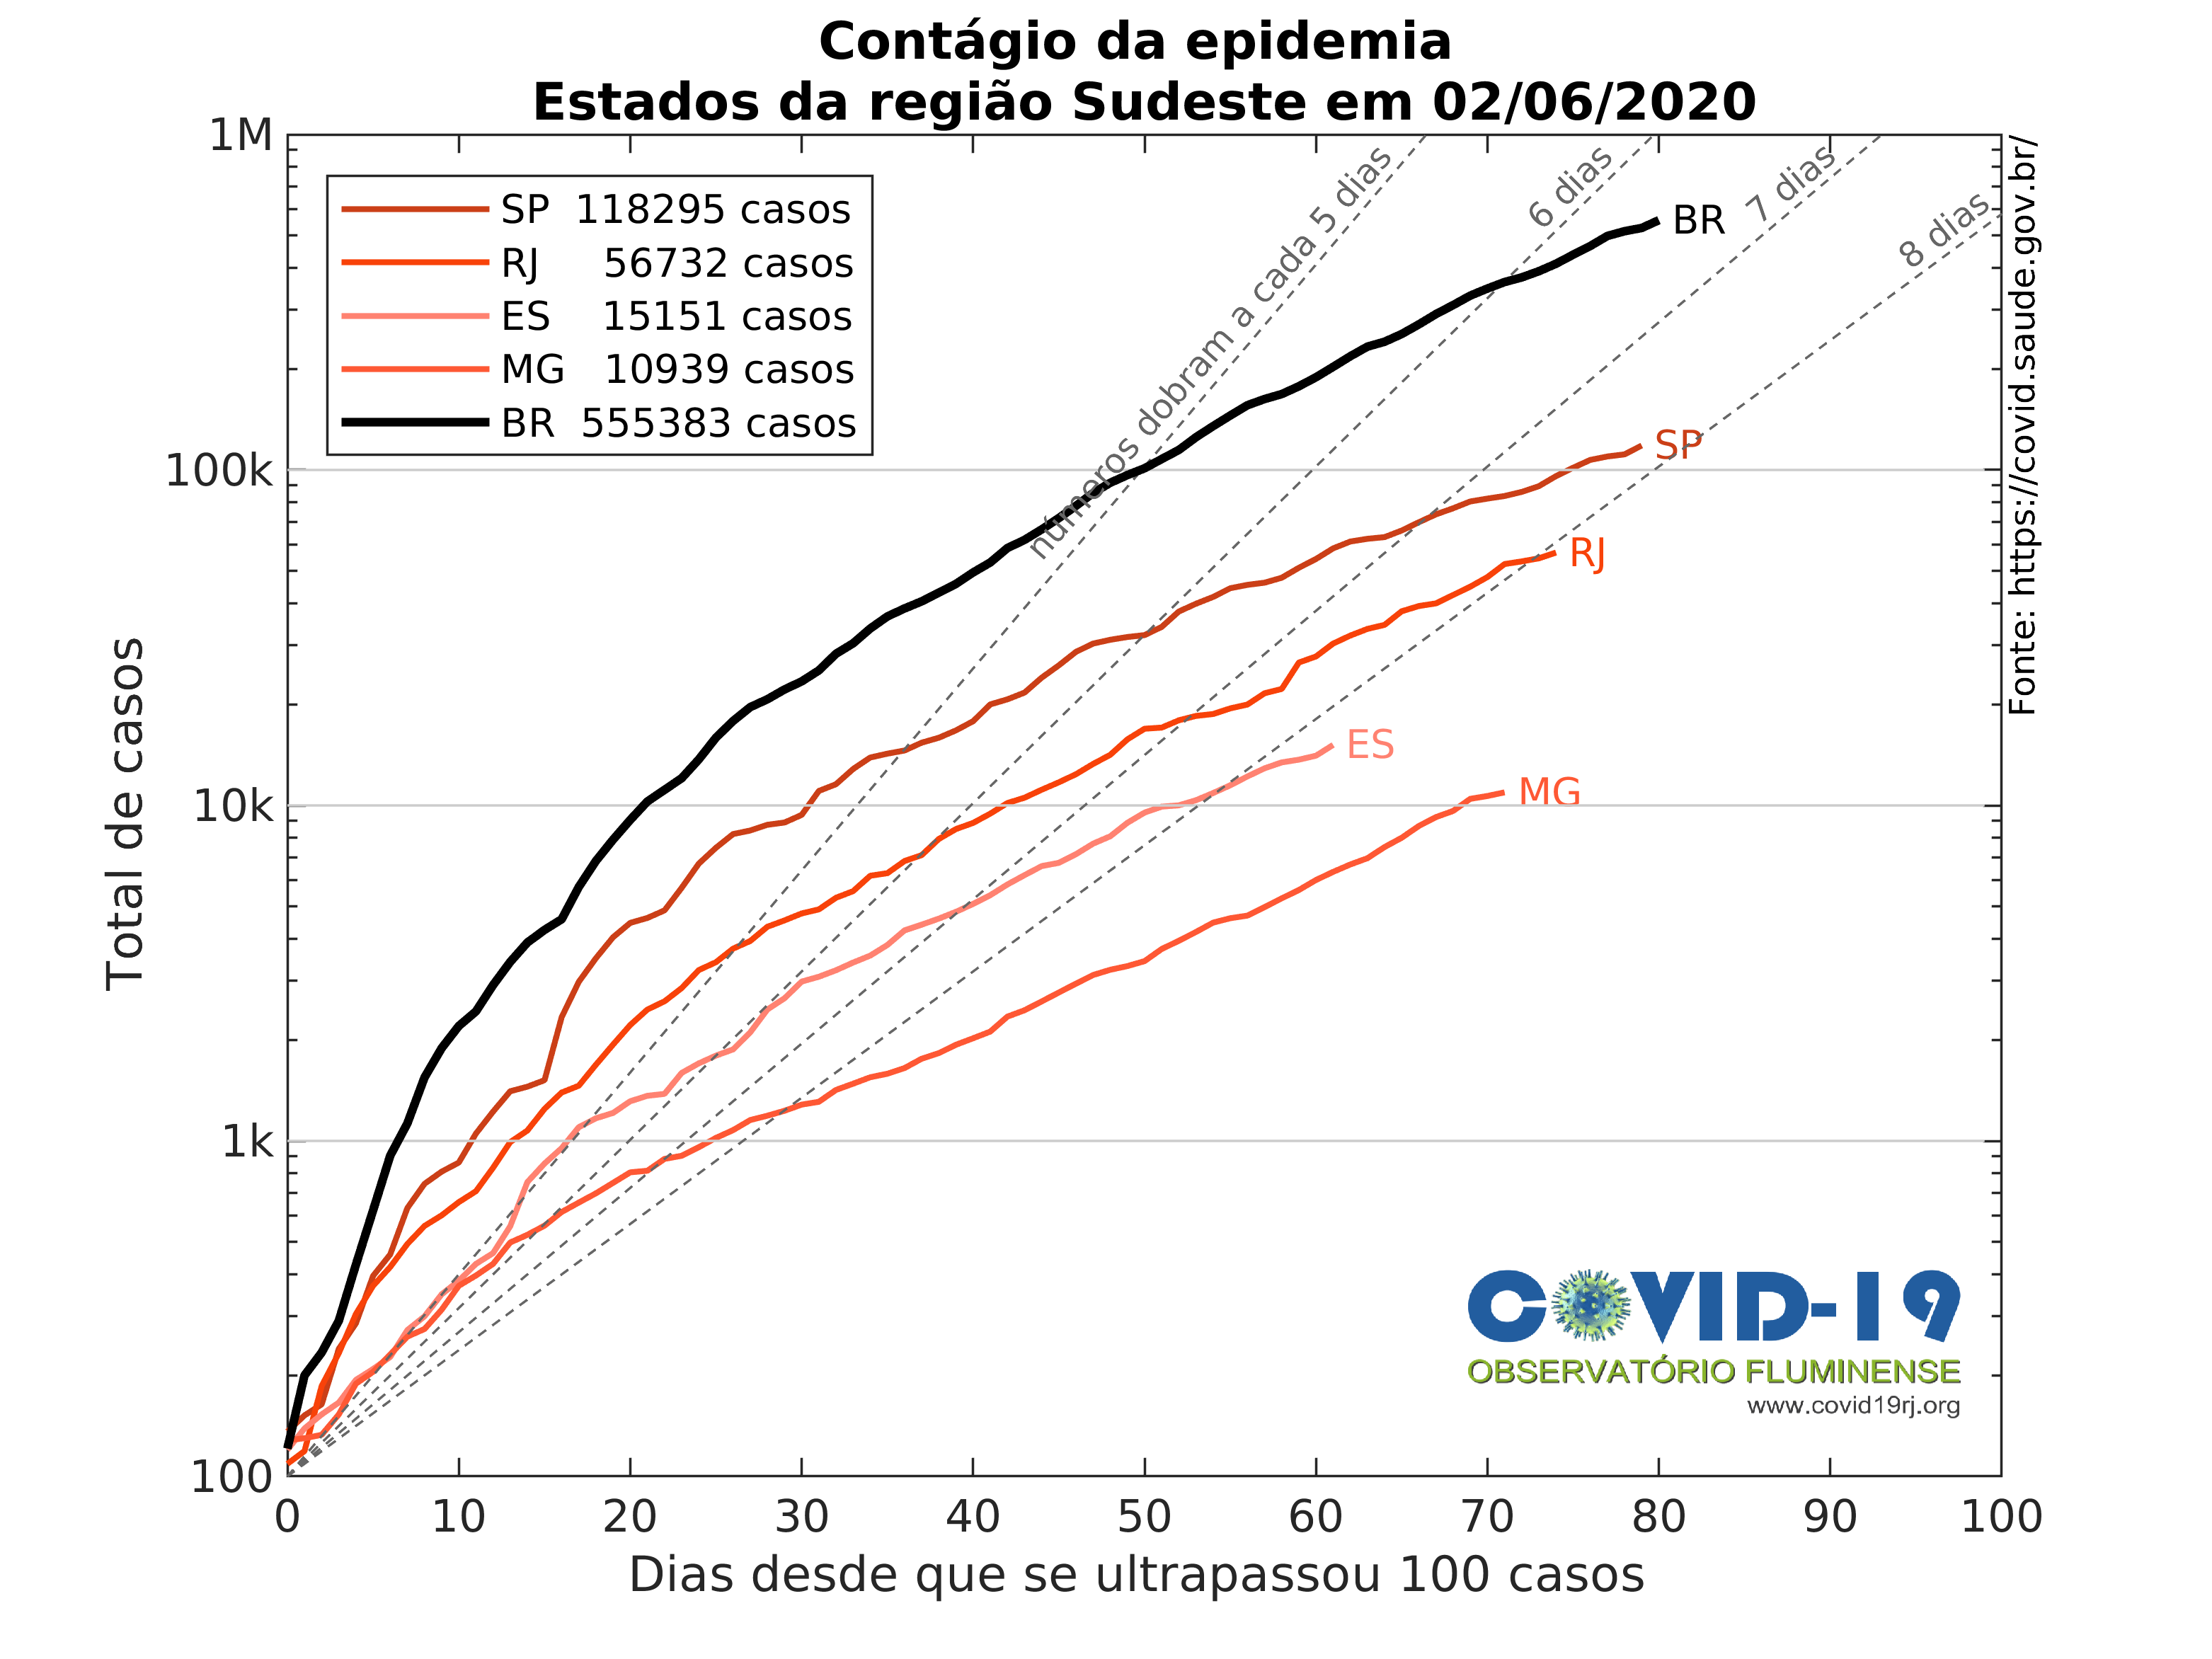 Contágio da epidemia
Estados da região Sudeste em 02/06/2020
1M
100k
10k
1k
100
Total de casos
SP 118295 casos
RJ 56732 casos
ES 15151 casos
MG 10939 casos
BR 555383 casos
números dobram a cada 5 dias
6 dias
7 dias
8 dias
BR
SP
RJ
ES
MG
Fonte: https://covid.saude.gov.br/
COVID-19
OBSERVATÓRIO FLUMINENSE
www.covid19rj.org
0 10 20 30 40 50 60 70 80 90 100
Dias desde que se ultrapassou 100 casos